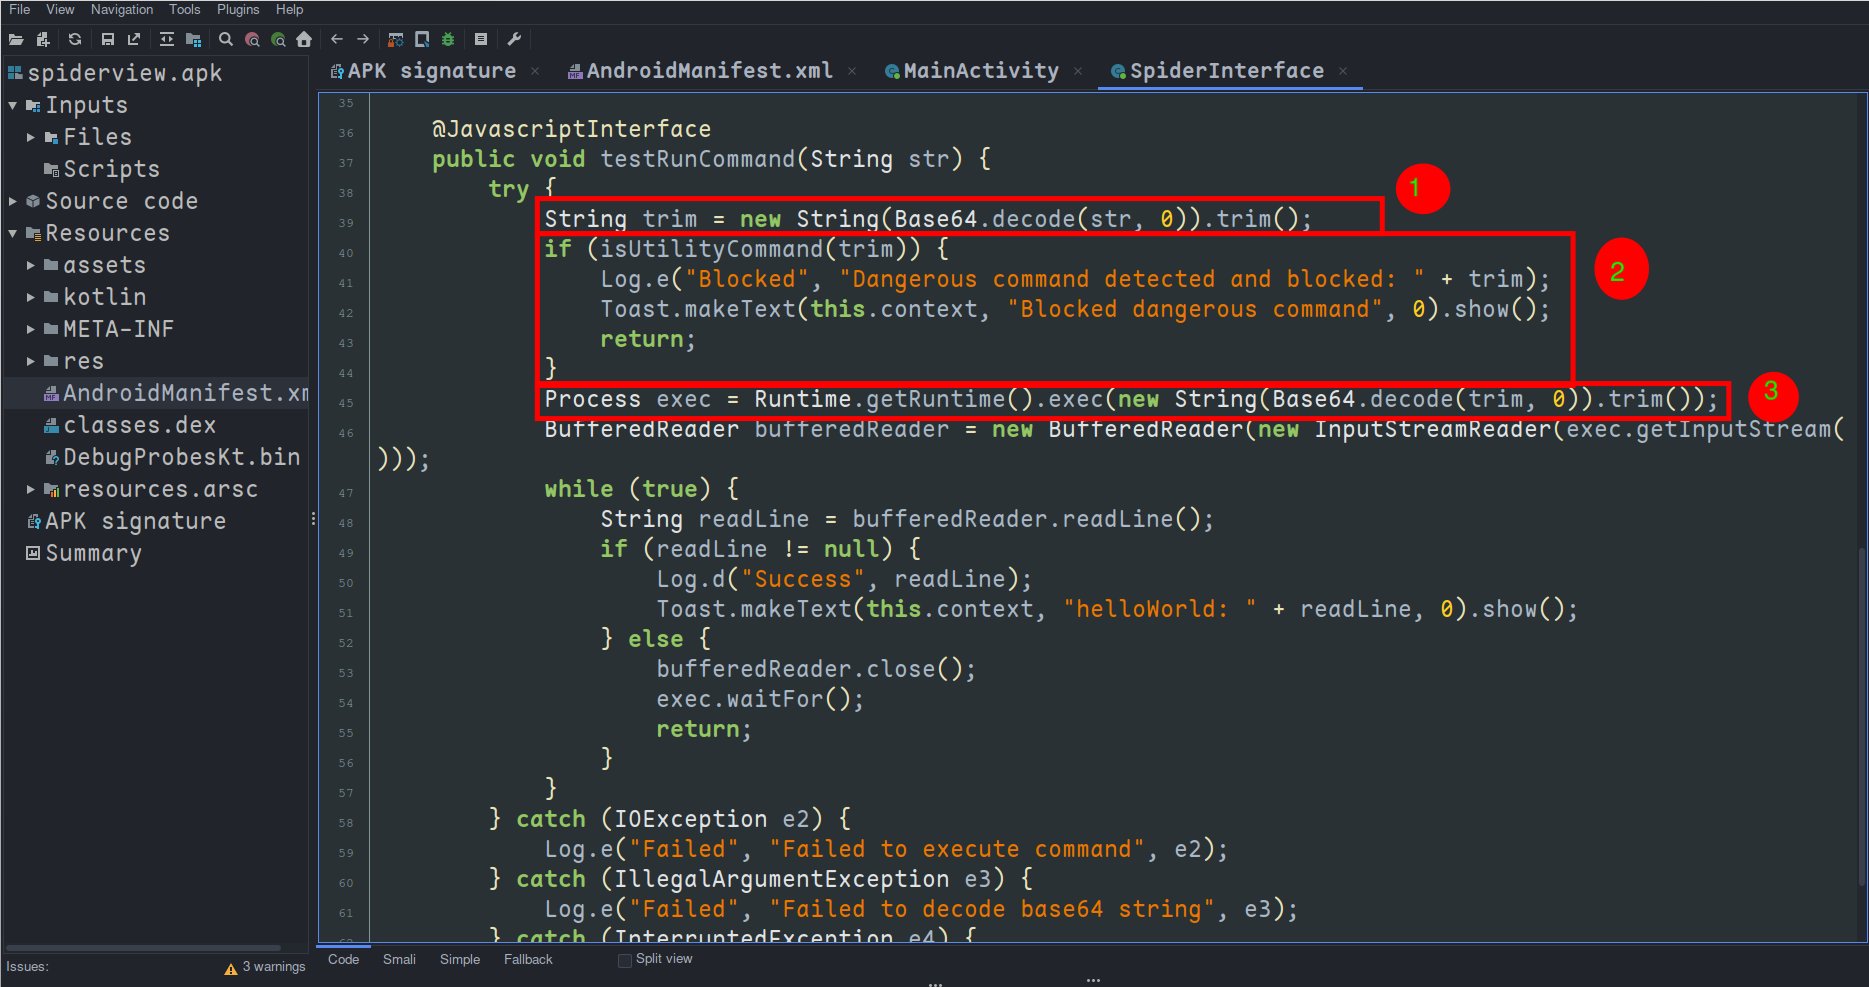 File View Navigation Tools Plugins Help
spiderview.apk
Inputs
Files
Scripts
Source code
Resources
assets
kotlin
META-INF
res
AndroidManifest.xm
classes.dex
DebugProbesKt.bin
resources.arsc
APK signature
Summary
Issues: 3 warnings
APK signature × AndroidManifest.xml × MainActivity × SpiderInterface ×
35
36 @JavascriptInterface
37 public void testRunCommand(String str) {
38 try {
1
39 String trim = new String(Base64.decode(str, 0)).trim();
40 if (isUtilityCommand(trim)) {
2
41 Log.e("Blocked", "Dangerous command detected and blocked: " + trim);
42 Toast.makeText(this.context, "Blocked dangerous command", 0).show();
43 return;
44 }
3
45 Process exec = Runtime.getRuntime().exec(new String(Base64.decode(trim, 0)).trim());
46 BufferedReader bufferedReader = new BufferedReader(new InputStreamReader(exec.getInputStream(
)));
47 while (true) {
48 String readLine = bufferedReader.readLine();
49 if (readLine != null) {
50 Log.d("Success", readLine);
51 Toast.makeText(this.context, "helloWorld: " + readLine, 0).show();
52 } else {
53 bufferedReader.close();
54 exec.waitFor();
55 return;
56 }
57 }
58 } catch (IOException e2) {
59 Log.e("Failed", "Failed to execute command", e2);
60 } catch (IllegalArgumentException e3) {
61 Log.e("Failed", "Failed to decode base64 string", e3);
62 } catch (InterruptedException e4) {
Code Smali Simple Fallback Split view